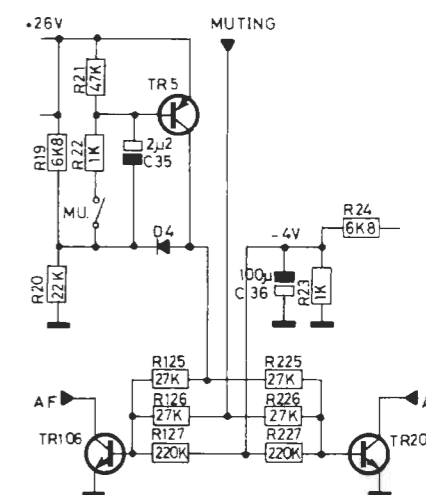 +26V
MUTING
R21
47K
TR5
R19
6K8
R22
1K
2µ2
C35
MU.
D4
-4V
R24
6K8
R20
22K
100µ
C36
R23
1K
R125
27K
R225
27K
AF
R126
27K
R226
27K
A
TR106
R127
220K
R227
220K
TR20